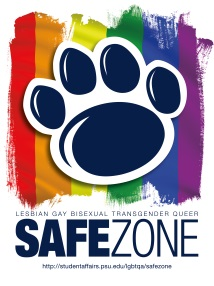 LESBIAN GAY BISEXUAL TRANSGENDER QUEER
SAFEZONE
http://studentaffairs.psu.edu/lgbtqa/safezone